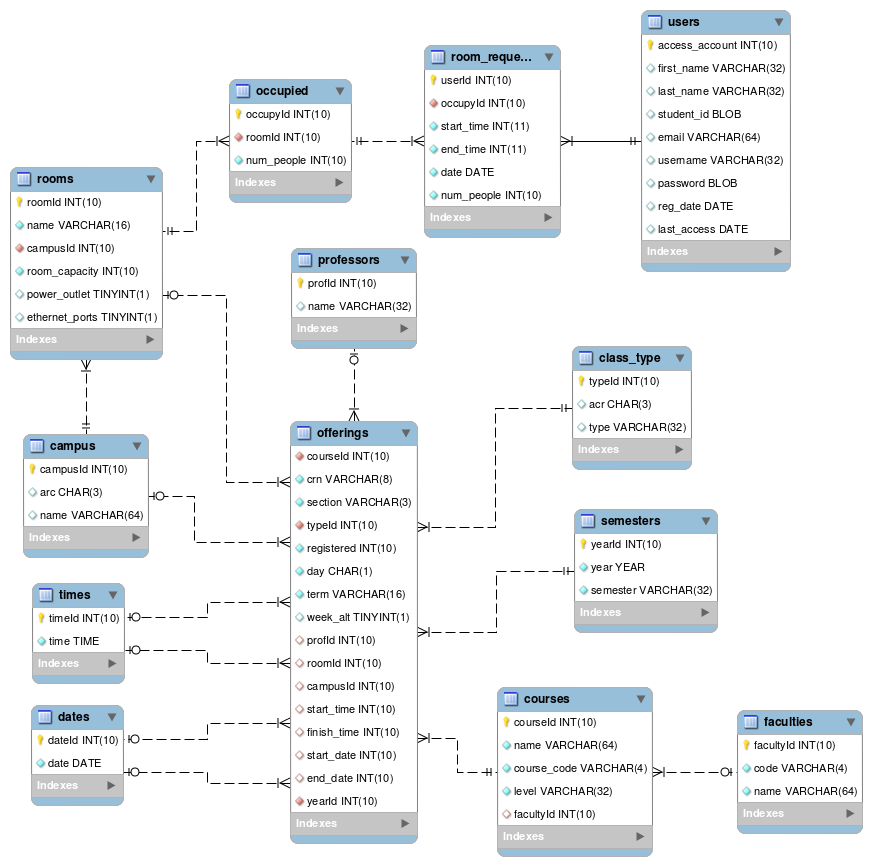 users
access_account INT(10)
first_name VARCHAR(32)
last_name VARCHAR(32)
student_id BLOB
email VARCHAR(64)
username VARCHAR(32)
password BLOB
reg_date DATE
last_access DATE
Indexes
room_reque...
userId INT(10)
occupyId INT(10)
start_time INT(11)
end_time INT(11)
date DATE
num_people INT(10)
Indexes
occupied
occupyId INT(10)
roomId INT(10)
num_people INT(10)
Indexes
rooms
roomId INT(10)
name VARCHAR(16)
campusId INT(10)
room_capacity INT(10)
power_outlet TINYINT(1)
ethernet_ports TINYINT(1)
Indexes
professors
profId INT(10)
name VARCHAR(32)
Indexes
class_type
typeId INT(10)
acr CHAR(3)
type VARCHAR(32)
Indexes
campus
campusId INT(10)
arc CHAR(3)
name VARCHAR(64)
Indexes
offerings
courseId INT(10)
crn VARCHAR(8)
section VARCHAR(3)
typeId INT(10)
registered INT(10)
day CHAR(1)
term VARCHAR(16)
week_alt TINYINT(1)
profId INT(10)
roomId INT(10)
campusId INT(10)
start_time INT(10)
finish_time INT(10)
start_date INT(10)
end_date INT(10)
yearId INT(10)
Indexes
semesters
yearId INT(10)
year YEAR
semester VARCHAR(32)
Indexes
times
timeId INT(10)
time TIME
Indexes
dates
dateId INT(10)
date DATE
Indexes
courses
courseId INT(10)
name VARCHAR(64)
course_code VARCHAR(4)
level VARCHAR(32)
facultyId INT(10)
Indexes
faculties
facultyId INT(10)
code VARCHAR(4)
name VARCHAR(64)
Indexes